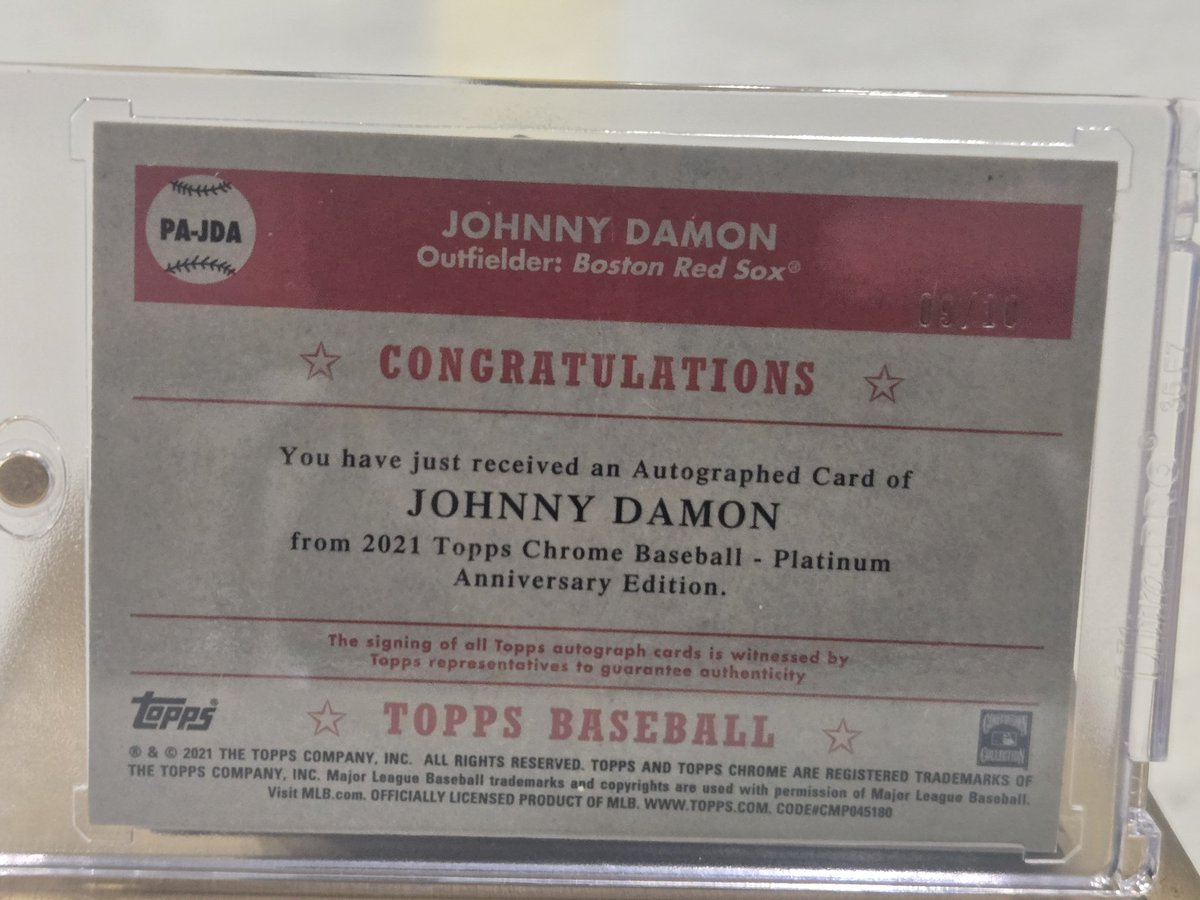 PA-JDA
JOHNNY DAMON
Outfielder: Boston Red Sox®
09/10
CONGRATULATIONS
You have just received an Autographed Card of
JOHNNY DAMON
from 2021 Topps Chrome Baseball - Platinum
Anniversary Edition.
The signing of all Topps autograph cards is witnessed by
Topps representatives to guarantee authenticity
topps®
TOPPS BASEBALL
COOPERSTOWN
COLLECTION
® & © 2021 THE TOPPS COMPANY, INC. ALL RIGHTS RESERVED. TOPPS AND TOPPS CHROME ARE REGISTERED TRADEMARKS OF
THE TOPPS COMPANY, INC. Major League Baseball trademarks and copyrights are used with permission of Major League Baseball.
Visit MLB.com. OFFICIALLY LICENSED PRODUCT OF MLB. WWW.TOPPS.COM. CODE#CMP045180